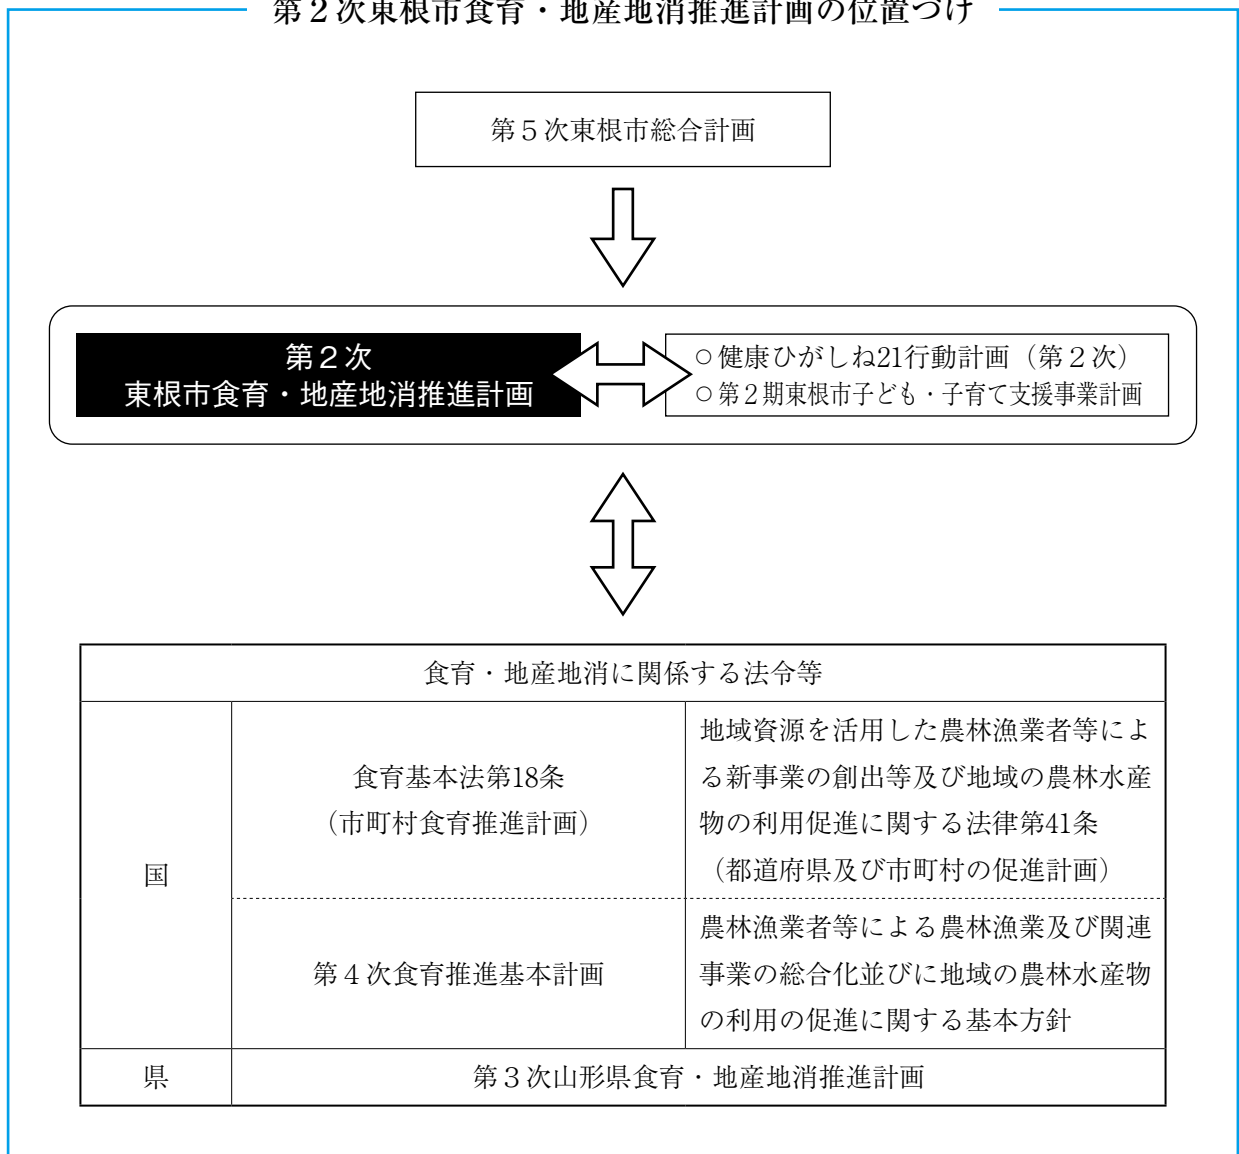 第２次東根市食育・地産地消推進計画の位置づけ
第５次東根市総合計画
第２次
東根市食育・地産地消推進計画
○健康ひがしね21行動計画（第２次）
○第２期東根市子ども・子育て支援事業計画
食育・地産地消に関係する法令等
国
食育基本法第18条
（市町村食育推進計画）
地域資源を活用した農林漁業者等によ
る新事業の創出等及び地域の農林水産
物の利用促進に関する法律第41条
（都道府県及び市町村の促進計画）
第４次食育推進基本計画
農林漁業者等による農林漁業及び関連
事業の総合化並びに地域の農林水産物
の利用の促進に関する基本方針
県
第３次山形県食育・地産地消推進計画